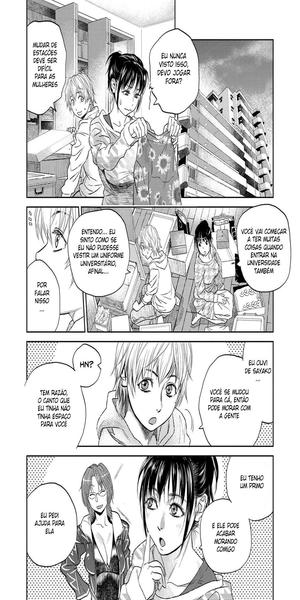 EU NUNCA
VISTO ISSO,
DEVO JOGAR
FORA?
MUDAR DE
ESTAÇÕES
DEVE SER
DIFÍCIL
PARA AS
MULHERES
VOCÊ VAI COMEÇAR
A TER MUITAS
COISAS QUANDO
ENTRAR NA
UNIVERSIDADE
TAMBÉM
ENTENDO... EU
SINTO COMO SE
EU NÃO PUDESSE
VESTIR UM UNIFORME
UNIVERSITÁRIO,
AFINAL...
POR
FALAR
NISSO
...
EU OUVI
DE SAYAKO
...
HN?
VOCÊ SE MUDOU
PARA CÁ, ENTÃO
PODE MORAR COM
A GENTE
TEM RAZÃO,
O CANTO QUE
EU TINHA NÃO
TINHA ESPAÇO
PARA VOCÊ
EU TENHO
UM PRIMO
E ELE PODE
ACABAR
MORANDO
COMIGO
EU PEDI
AJUDA PARA
ELA